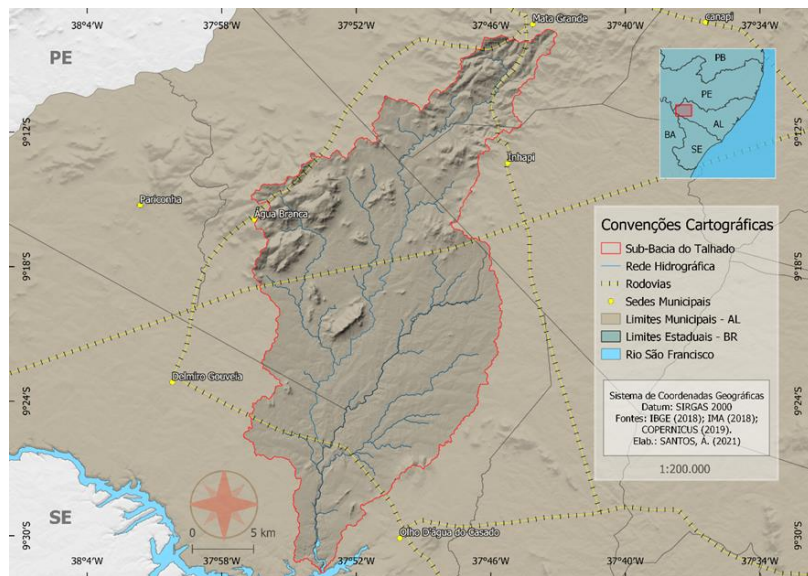 38°4'W 37°58'W 37°52'W 37°46'W 37°40'W 37°34'W
PE
Mata Grande
canapi
PB
PE
AL
BA
SE
9°12'S
9°12'S
Inhapi
Pariconha
Água Branca
Convenções Cartográficas
Sub-Bacia do Talhado
Rede Hidrográfica
Rodovias
Sedes Municipais
Limites Municipais - AL
Limites Estaduais - BR
Rio São Francisco
9°18'S
9°18'S
Delmiro Gouveia
9°24'S
9°24'S
Sistema de Coordenadas Geográficas
Datum: SIRGAS 2000
Fontes: IBGE (2018); IMA (2018);
COPERNICUS (2019).
Elab.: SANTOS, A. (2021)
1:200.000
SE
0 5 km
Olho D'água do Casado
9°30'S
9°30'S
38°4'W 37°58'W 37°52'W 37°46'W 37°40'W 37°34'W